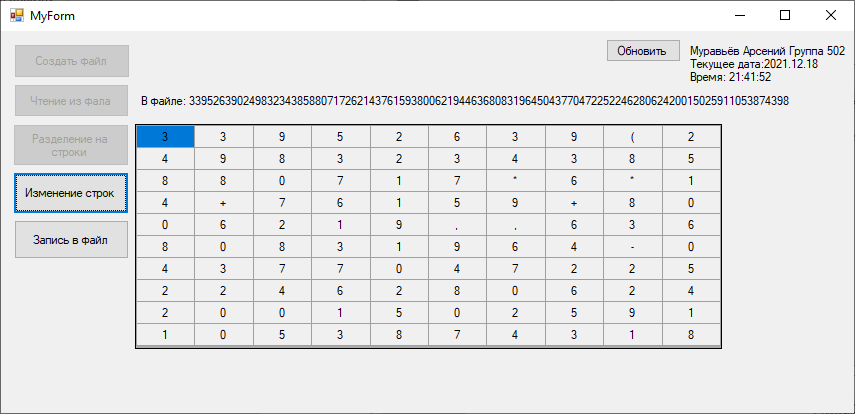 MyForm
Создать файл
Обновить
Муравьёв Арсений Группа 502
Текущее дата:2021.12.18
Время: 21:41:52
Чтение из фала
В файле: 3395263902498323438588071726214376159380062194463680831964504377047225224628062420015025911053874398
Разделение на
строки
Изменение строк
Запись в файл
3 3 9 5 2 6 3 9 ( 2
4 9 8 3 2 3 4 3 8 5
8 8 0 7 1 7 * 6 * 1
4 + 7 6 1 5 9 + 8 0
0 6 2 1 9 , . 6 3 6
8 0 8 3 1 9 6 4 - 0
4 3 7 7 0 4 7 2 2 5
2 2 4 6 2 8 0 6 2 4
2 0 0 1 5 0 2 5 9 1
1 0 5 3 8 7 4 3 1 8